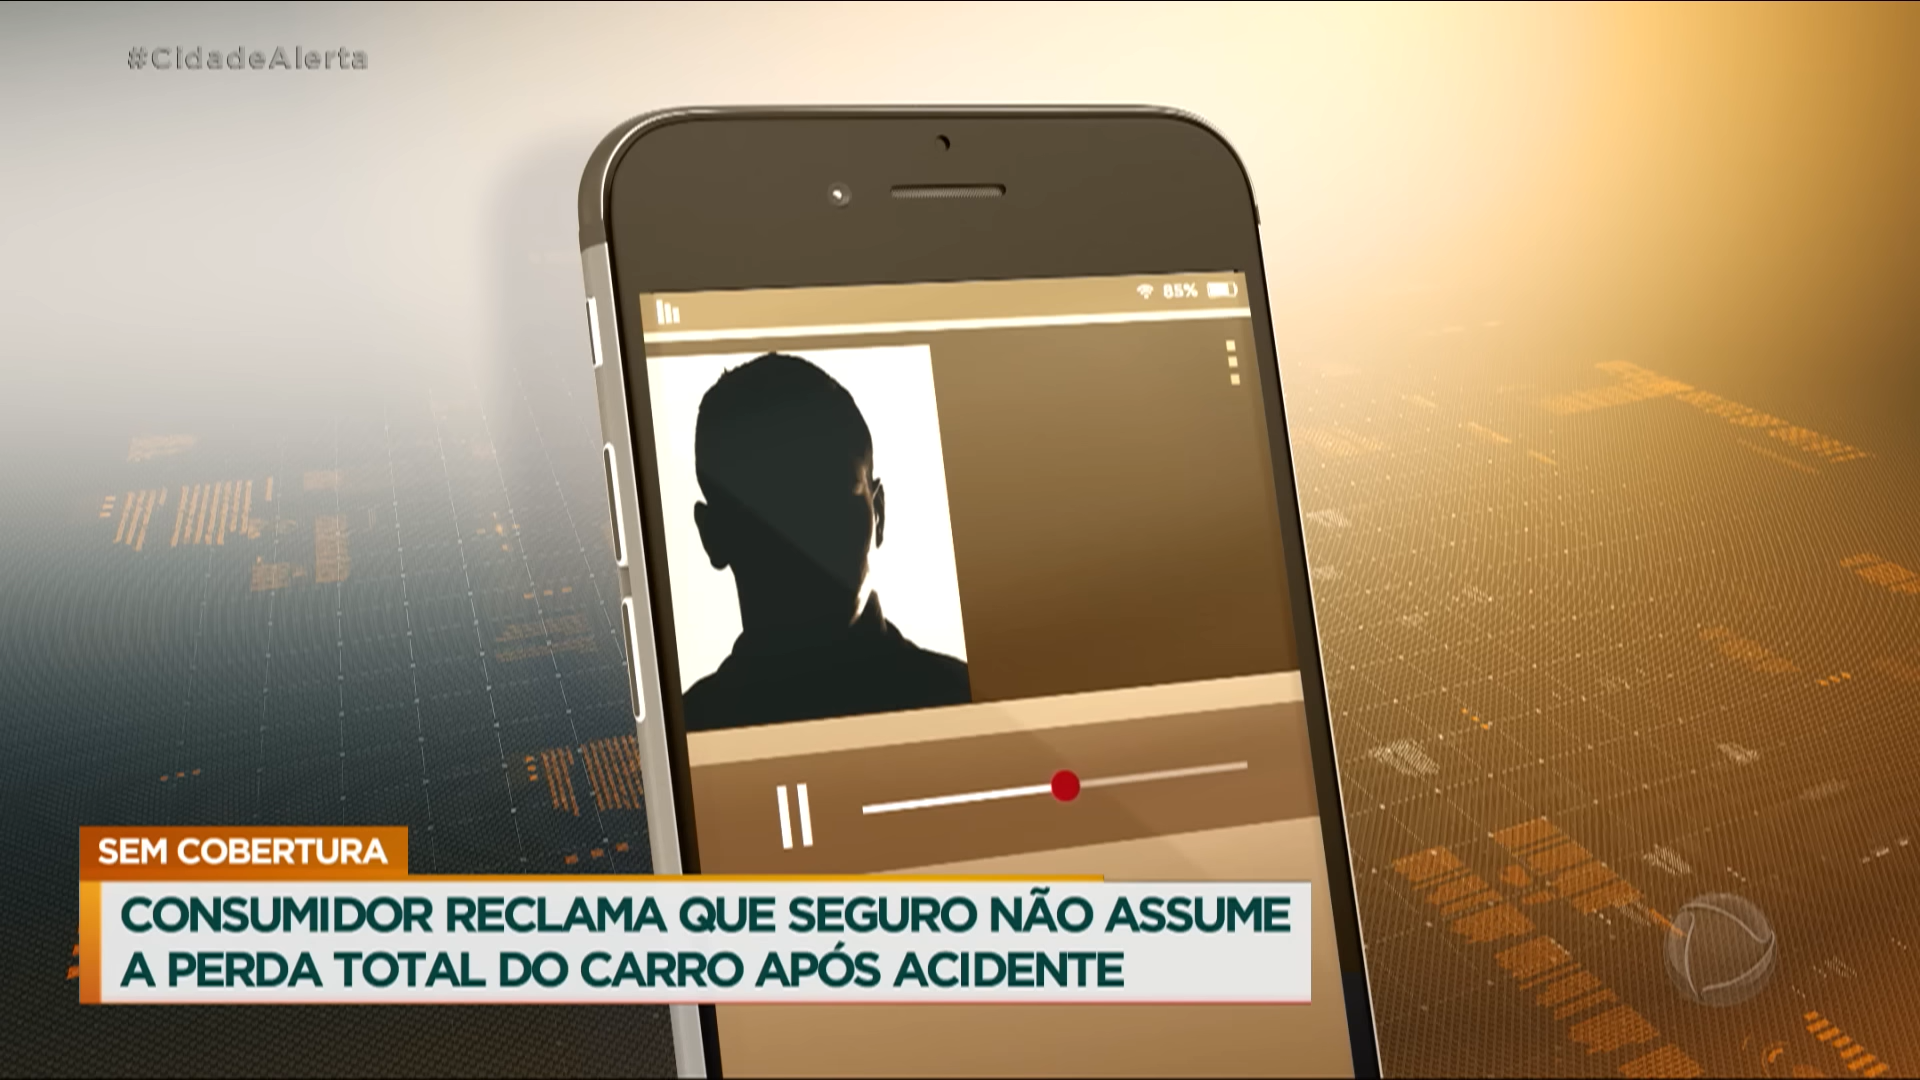 #CidadeAlerta
85%
SEM COBERTURA
CONSUMIDOR RECLAMA QUE SEGURO NÃO ASSUME
A PERDA TOTAL DO CARRO APÓS ACIDENTE